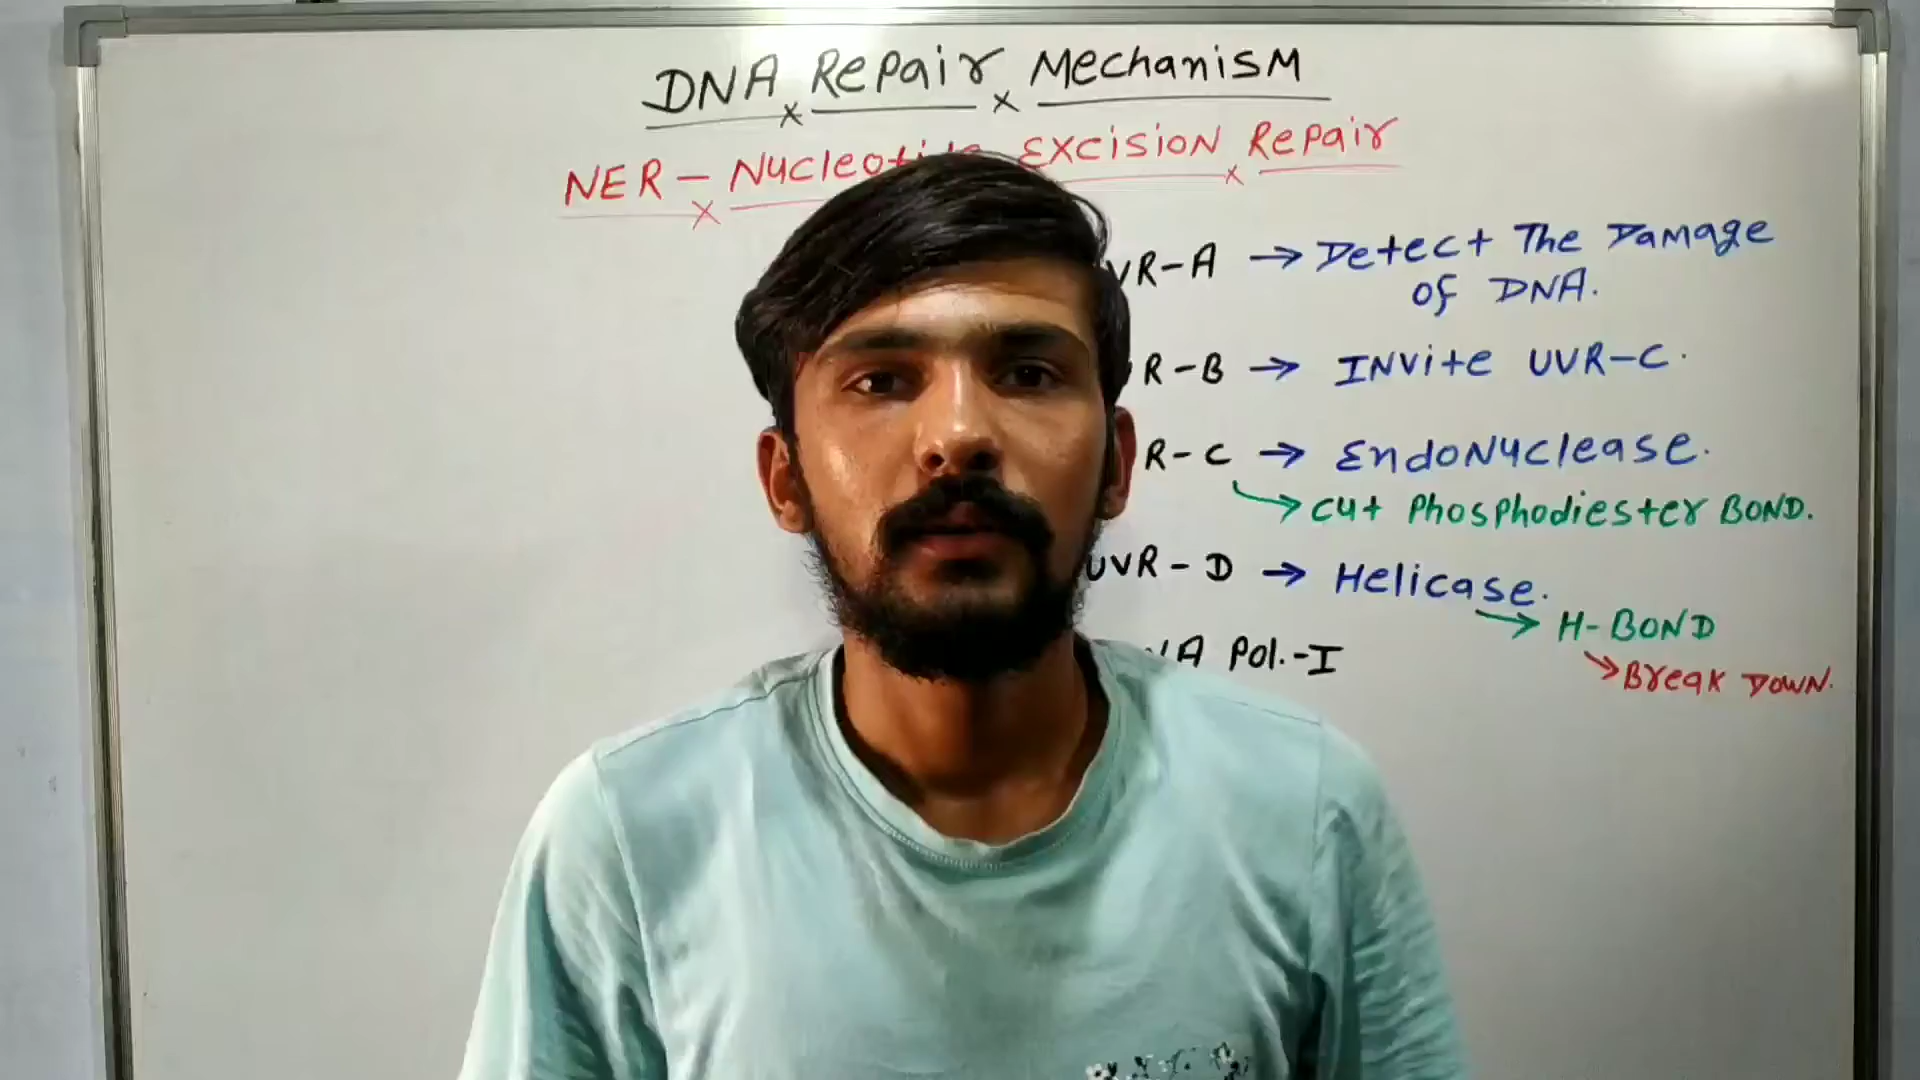 DNA Repair Mechanism
NER - Nucleotide Excision Repair
VR-A → Detect The Damage
of DNA.
R-B → Invite UVR-C.
R-C → Endonuclease.
→ Cut Phosphodiester BOND.
UVR-D → Helicase.
→ H-BOND
→ Break DOWN.
A Pol.-I